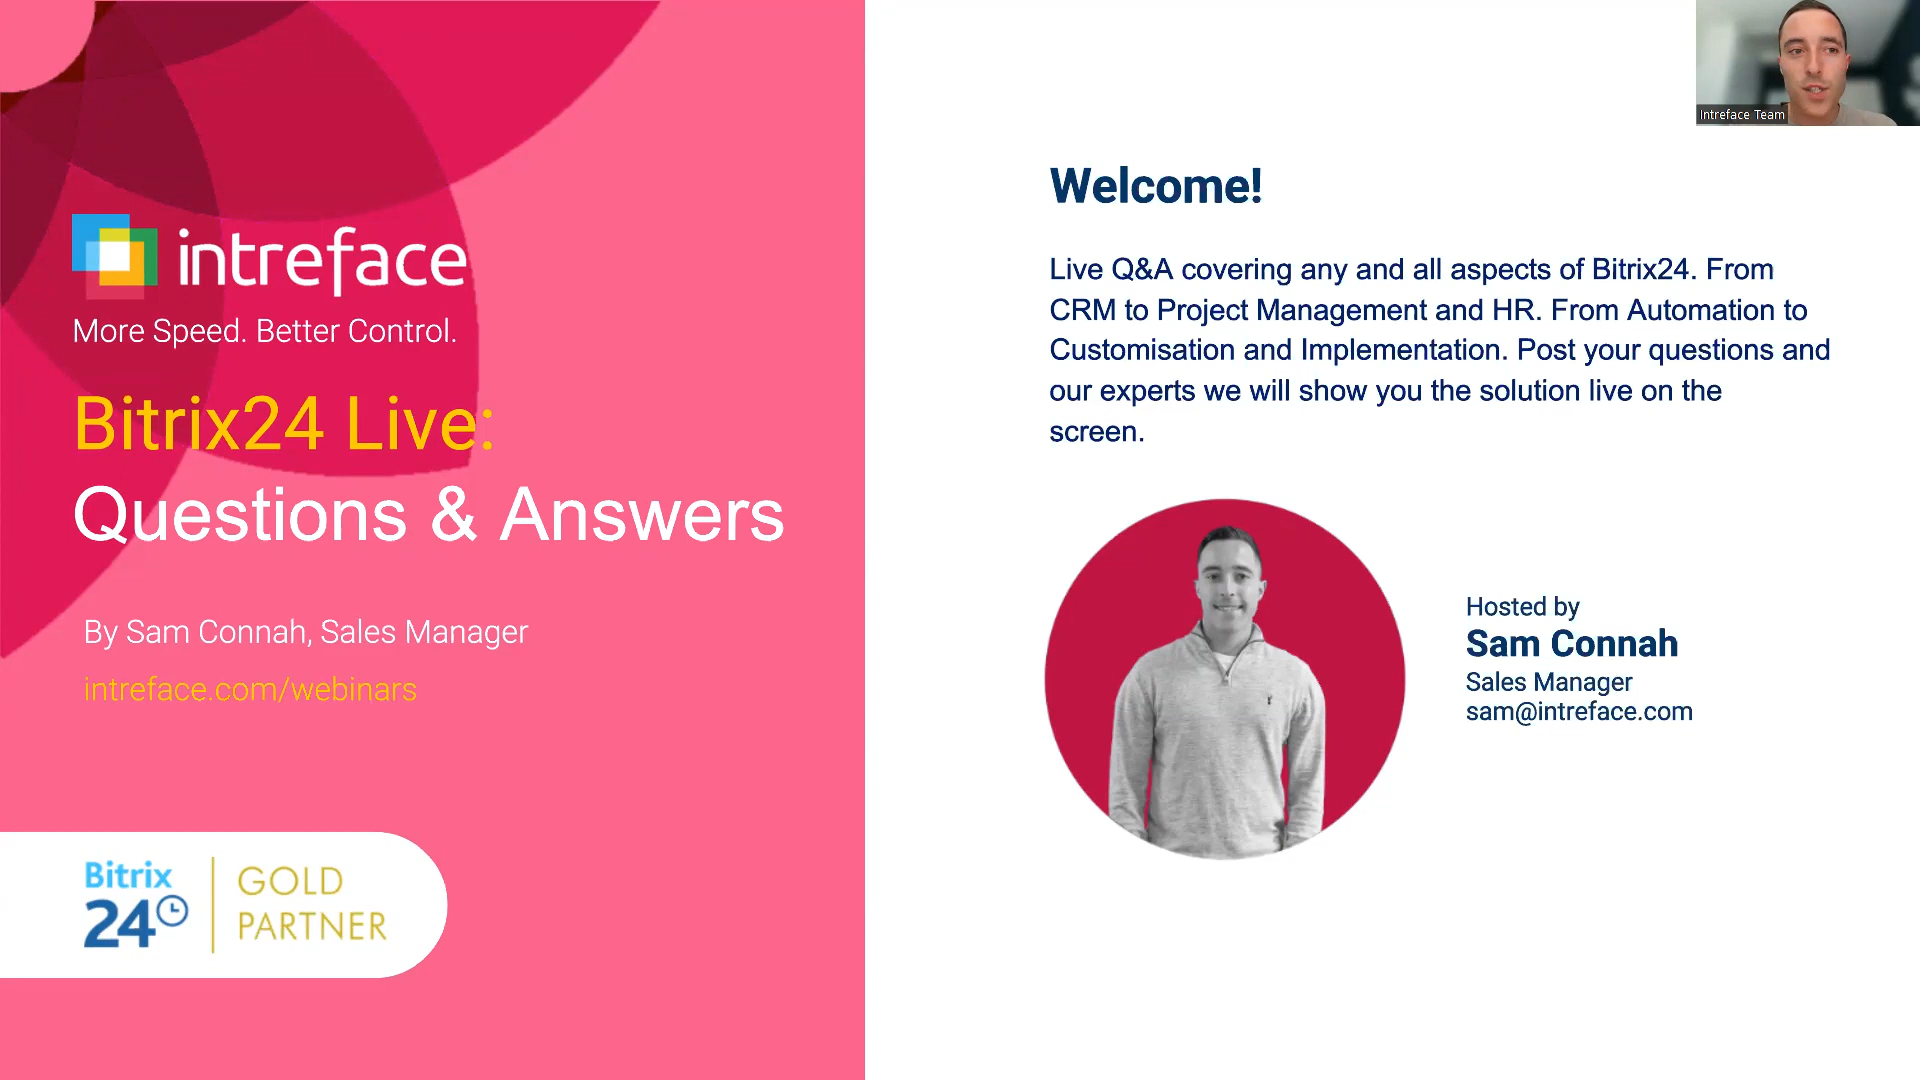 intreface
More Speed. Better Control.
Bitrix24 Live:
Questions & Answers
By Sam Connah, Sales Manager
intreface.com/webinars
Bitrix
24
GOLD
PARTNER
Intreface Team
Welcome!
Live Q&A covering any and all aspects of Bitrix24. From
CRM to Project Management and HR. From Automation to
Customisation and Implementation. Post your questions and
our experts we will show you the solution live on the
screen.
Hosted by
Sam Connah
Sales Manager
sam@intreface.com